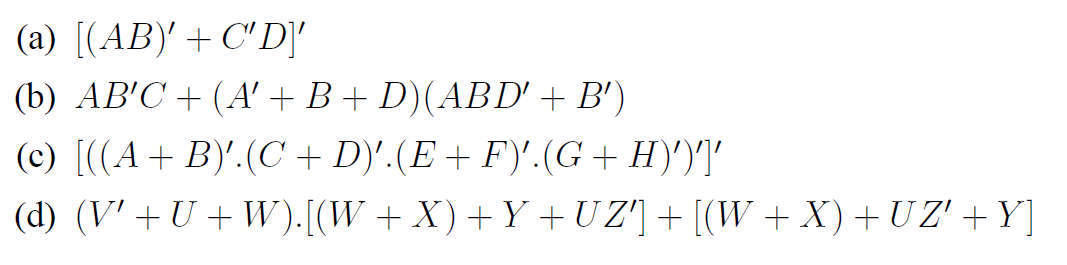 (a) [(AB)′ + C′D]′
(b) AB′C + (A′ + B + D)(ABD′ + B′)
(c) [((A + B)′.(C + D)′.(E + F)′.(G + H)′)′]′
(d) (V′ + U + W).[(W + X) + Y + UZ′] + [(W + X) + UZ′ + Y]